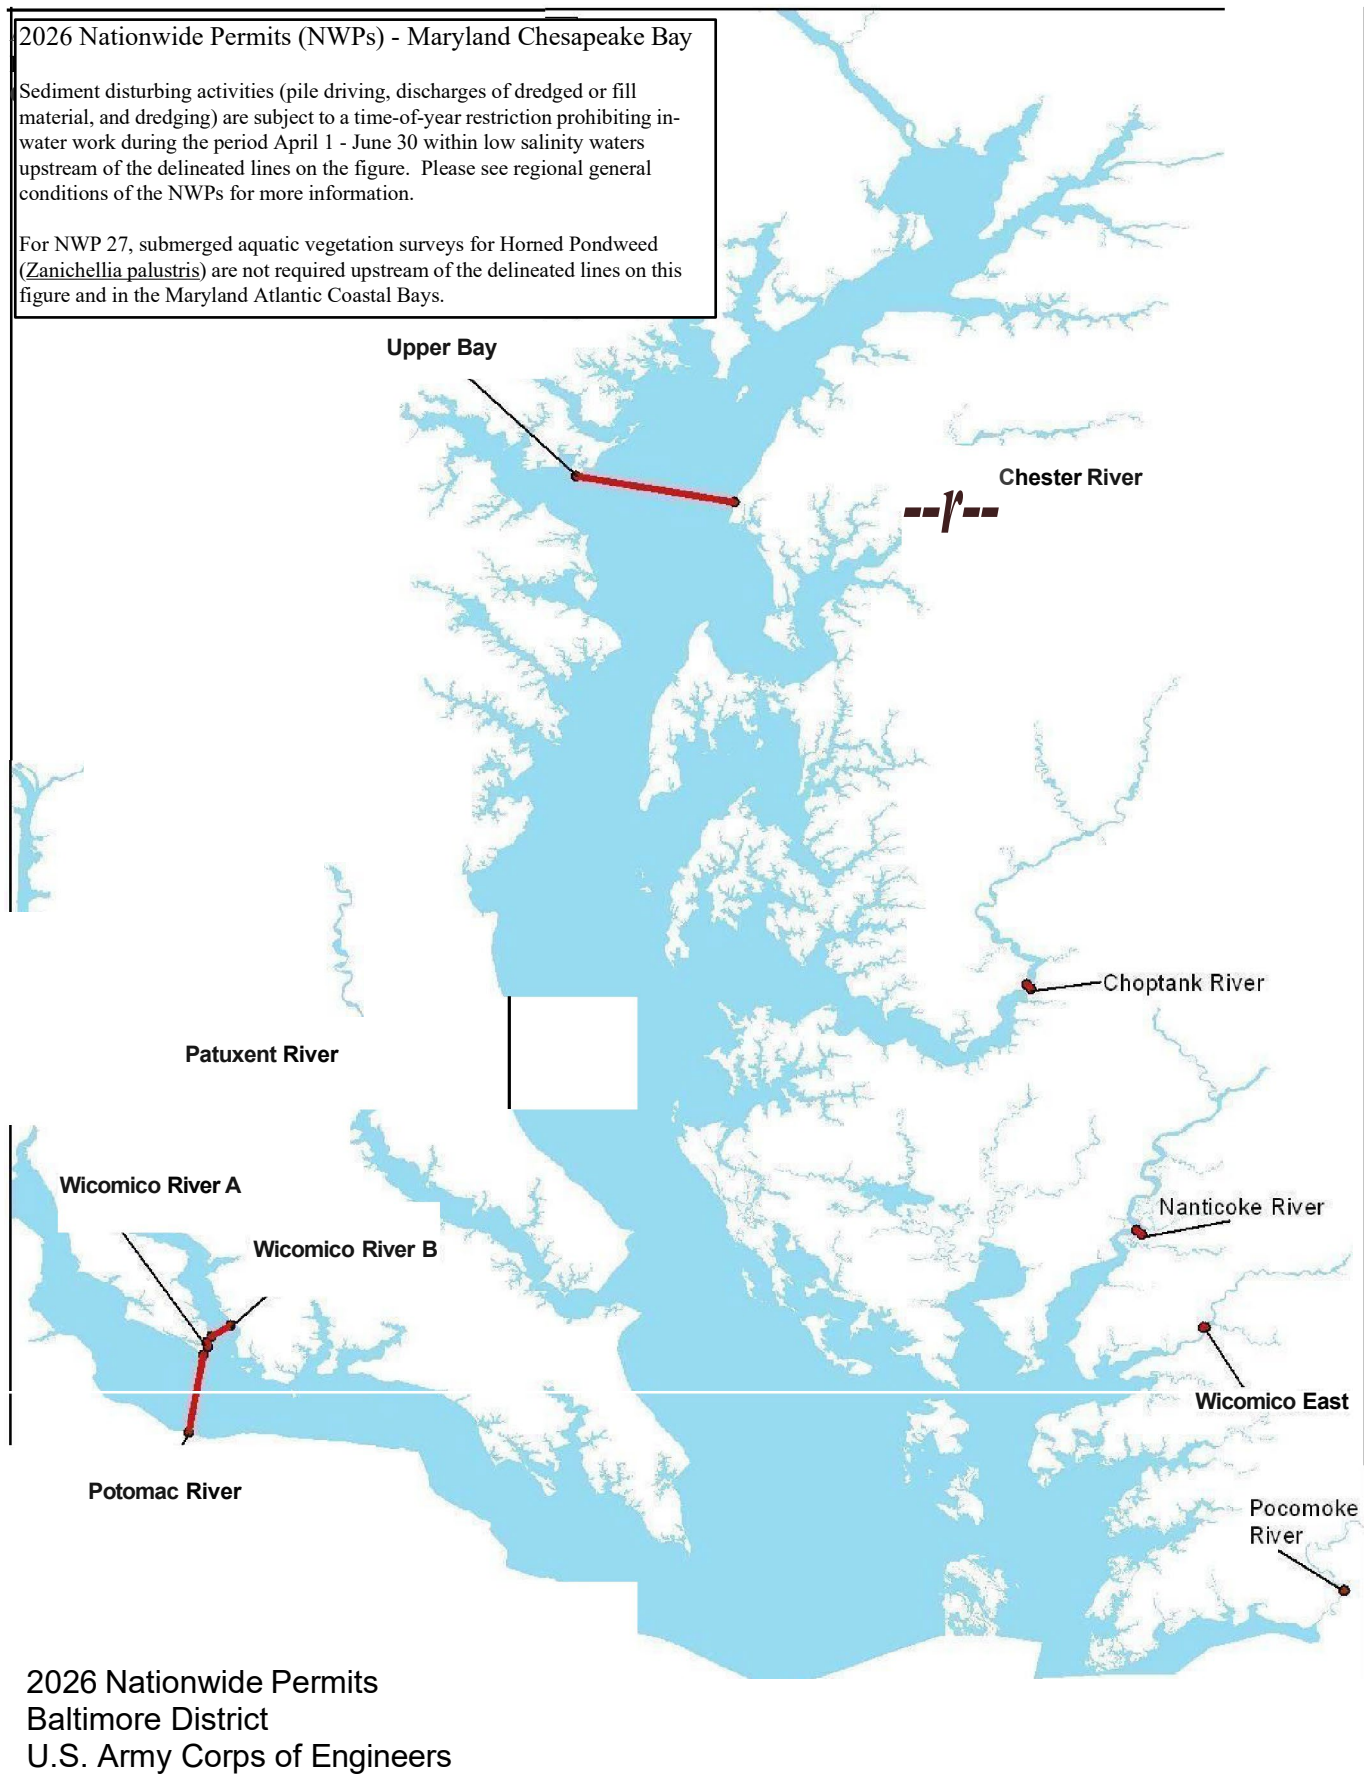 2026 Nationwide Permits (NWPs) - Maryland Chesapeake Bay
Sediment disturbing activities (pile driving, discharges of dredged or fill
material, and dredging) are subject to a time-of-year restriction prohibiting in-
water work during the period April 1 - June 30 within low salinity waters
upstream of the delineated lines on the figure.  Please see regional general
conditions of the NWPs for more information.
For NWP 27, submerged aquatic vegetation surveys for Horned Pondweed
(Zanichellia palustris) are not required upstream of the delineated lines on this
figure and in the Maryland Atlantic Coastal Bays.
Upper Bay
Chester River
--r--
Choptank River
Patuxent River
Wicomico River A
Nanticoke River
Wicomico River B
Wicomico East
Potomac River
Pocomoke
River
2026 Nationwide Permits
Baltimore District
U.S. Army Corps of Engineers